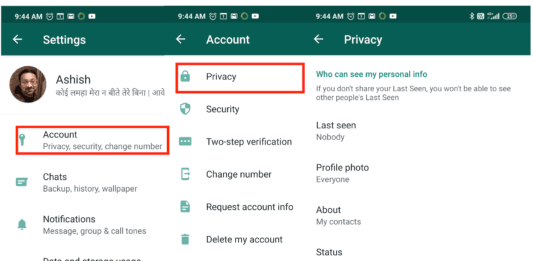 9:44 AM
Settings
Ashish
कोई लमहा मेरा न बीते तेरे बिना | आवे
Account
Privacy, security, change number
Chats
Backup, history, wallpaper
Notifications
Message, group & call tones
Data and storage usage
9:44 AM
Account
Privacy
Security
Two-step verification
Change number
Request account info
Delete my account
9:44 AM
Privacy
Who can see my personal info
If you don't share your Last Seen, you won't be able to see
other people's Last Seen
Last seen
Nobody
Profile photo
Everyone
About
My contacts
Status